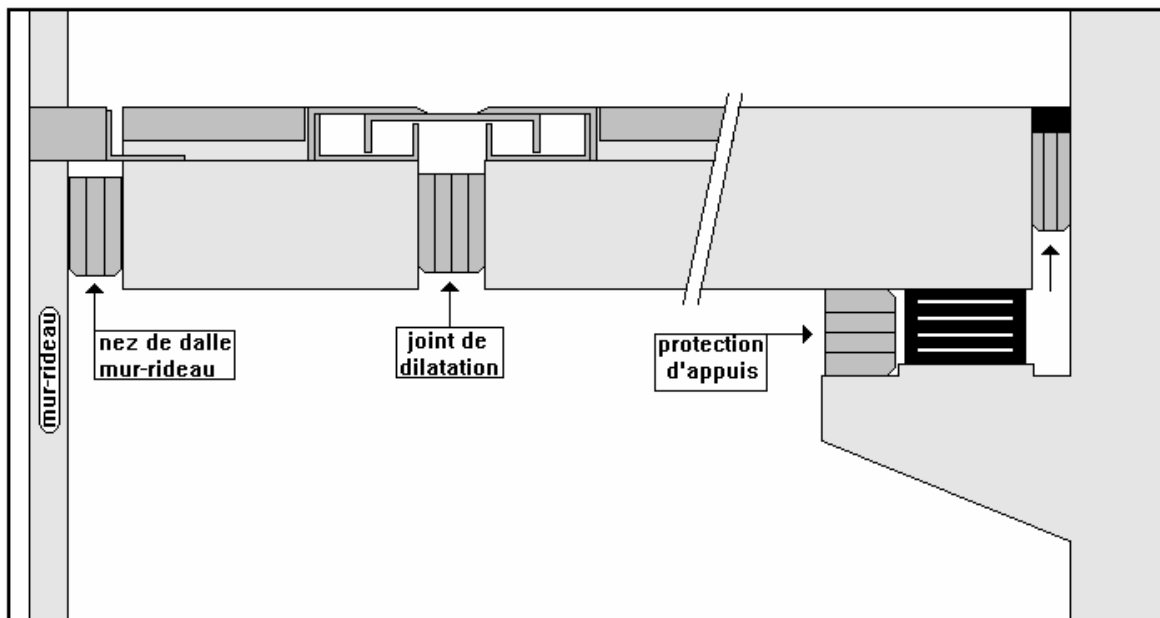 mur-rideau
nez de dalle
mur-rideau
joint de
dilatation
protection
d'appuis